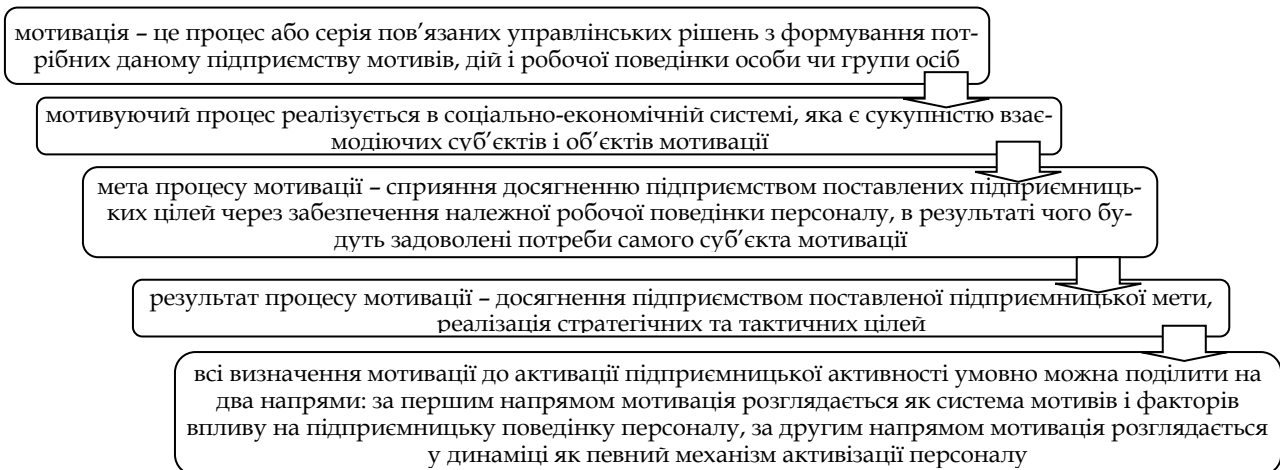 мотивація – це процес або серія пов’язаних управлінських рішень з формування пот-
рібних даному підприємству мотивів, дій і робочої поведінки особи чи групи осіб
мотивуючий процес реалізується в соціально-економічній системі, яка є сукупністю взає-
модіючих суб’єктів і об’єктів мотивації
мета процесу мотивації – сприяння досягненню підприємством поставлених підприємниць-
ких цілей через забезпечення належної робочої поведінки персоналу, в результаті чого бу-
дуть задоволені потреби самого суб’єкта мотивації
результат процесу мотивації – досягнення підприємством поставленої підприємницької мети,
реалізація стратегічних та тактичних цілей
всі визначення мотивації до активації підприємницької активності умовно можна поділити на
два напрями: за першим напрямом мотивація розглядається як система мотивів і факторів
впливу на підприємницьку поведінку персоналу, за другим напрямом мотивація розглядається
у динаміці як певний механізм активізації персоналу